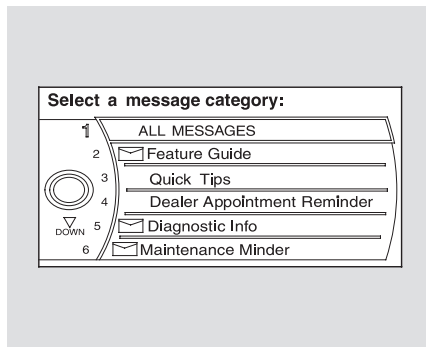 Select a message category:
1 ALL MESSAGES
2 Feature Guide
3 Quick Tips
4 Dealer Appointment Reminder
DOWN 5 Diagnostic Info
6 Maintenance Minder